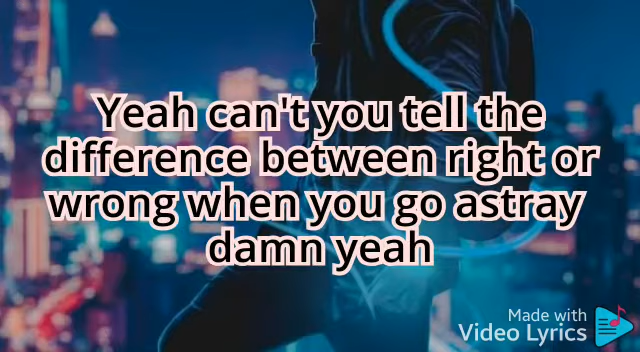 Yeah can't you tell the
difference between right or
wrong when you go astray
damn yeah
Made with
Video Lyrics